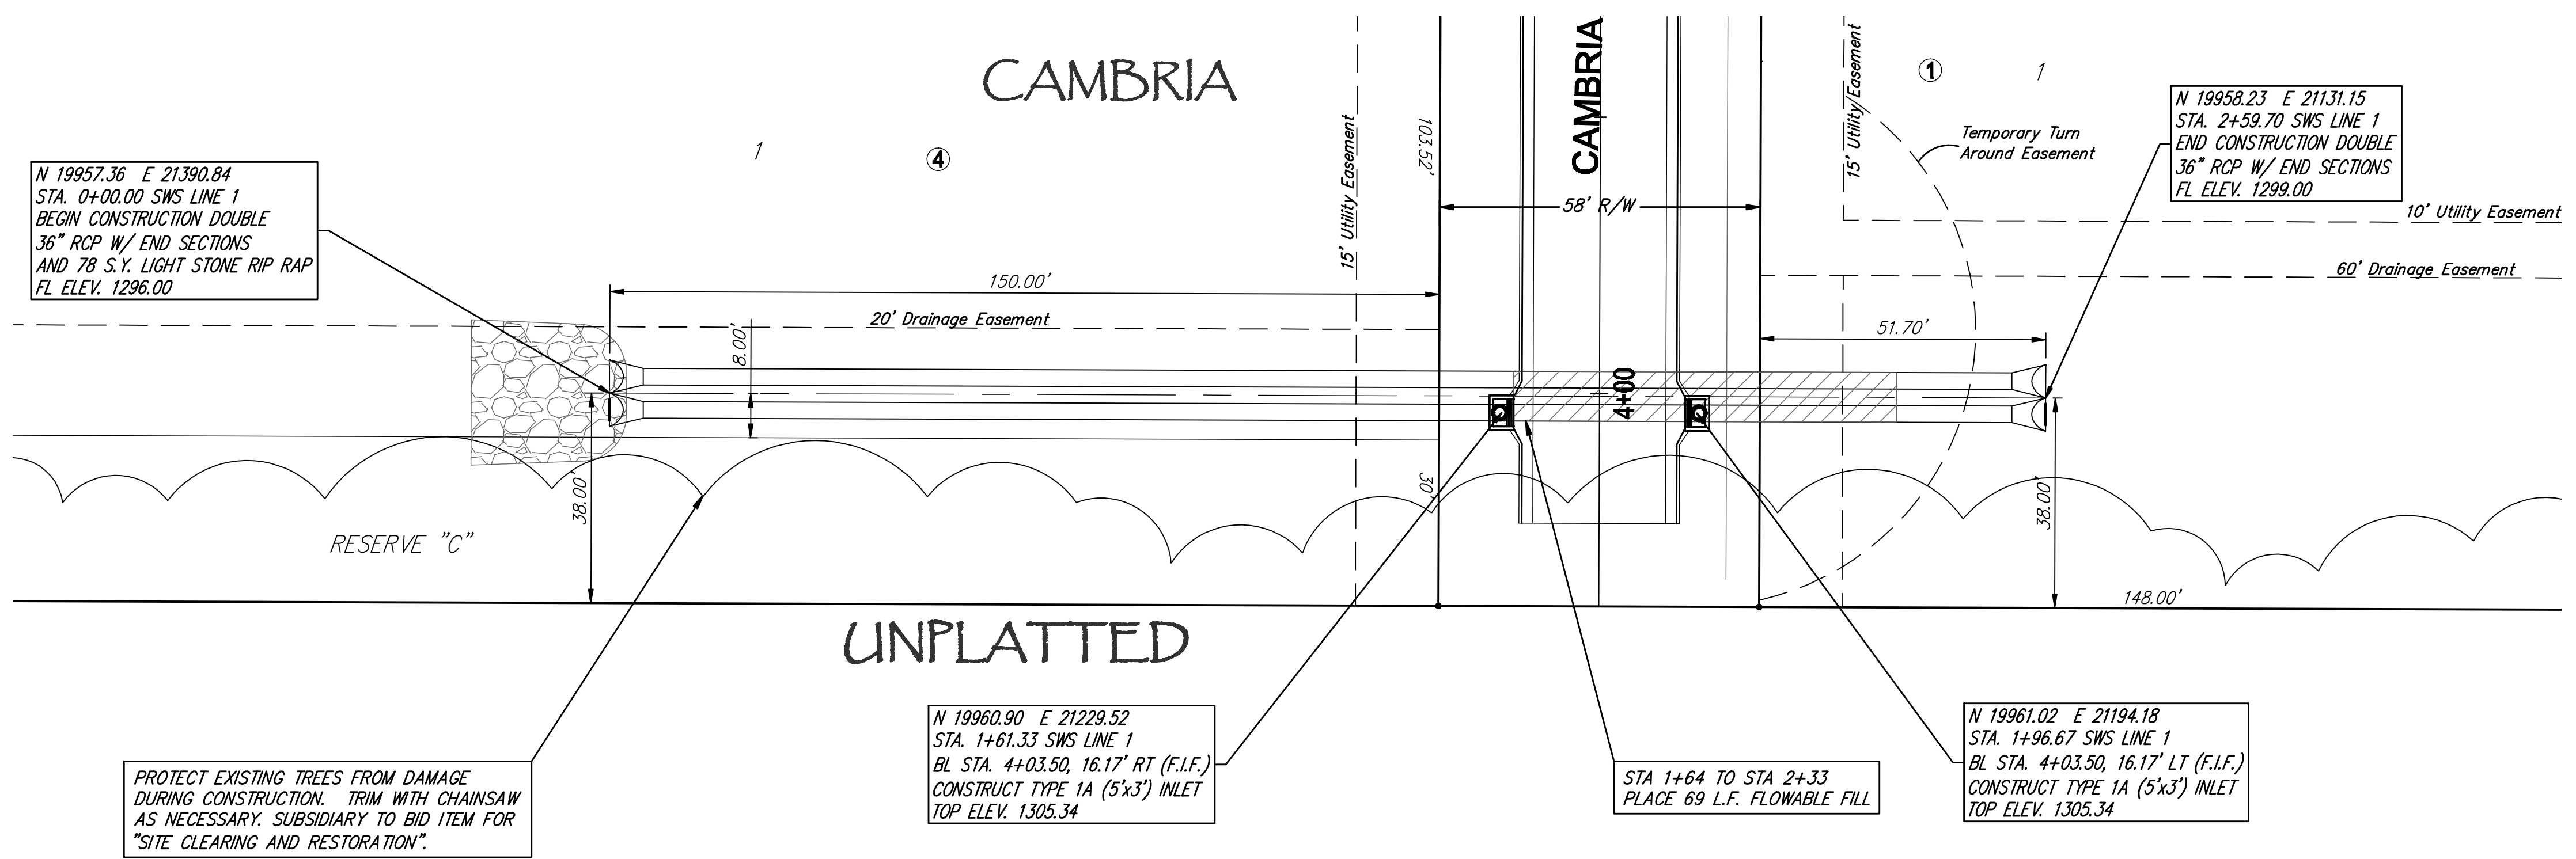 CAMBRIA
CAMBRIA
1
4
1
1
N 19957.36 E 21390.84
STA. 0+00.00 SWS LINE 1
BEGIN CONSTRUCTION DOUBLE
36" RCP W/ END SECTIONS
AND 78 S.Y. LIGHT STONE RIP RAP
FL ELEV. 1296.00
15' Utility Easement
103.52'
58' R/W
15' Utility Easement
Temporary Turn
Around Easement
N 19958.23 E 21131.15
STA. 2+59.70 SWS LINE 1
END CONSTRUCTION DOUBLE
36" RCP W/ END SECTIONS
FL ELEV. 1299.00
10' Utility Easement
60' Drainage Easement
150.00'
20' Drainage Easement
8.00'
51.70'
4+00
38.00'
30'
38.00'
RESERVE "C"
148.00'
UNPLATTED
PROTECT EXISTING TREES FROM DAMAGE
DURING CONSTRUCTION. TRIM WITH CHAINSAW
AS NECESSARY. SUBSIDIARY TO BID ITEM FOR
"SITE CLEARING AND RESTORATION".
N 19960.90 E 21229.52
STA. 1+61.33 SWS LINE 1
BL STA. 4+03.50, 16.17' RT (F.I.F.)
CONSTRUCT TYPE 1A (5'x3') INLET
TOP ELEV. 1305.34
STA 1+64 TO STA 2+33
PLACE 69 L.F. FLOWABLE FILL
N 19961.02 E 21194.18
STA. 1+96.67 SWS LINE 1
BL STA. 4+03.50, 16.17' LT (F.I.F.)
CONSTRUCT TYPE 1A (5'x3') INLET
TOP ELEV. 1305.34